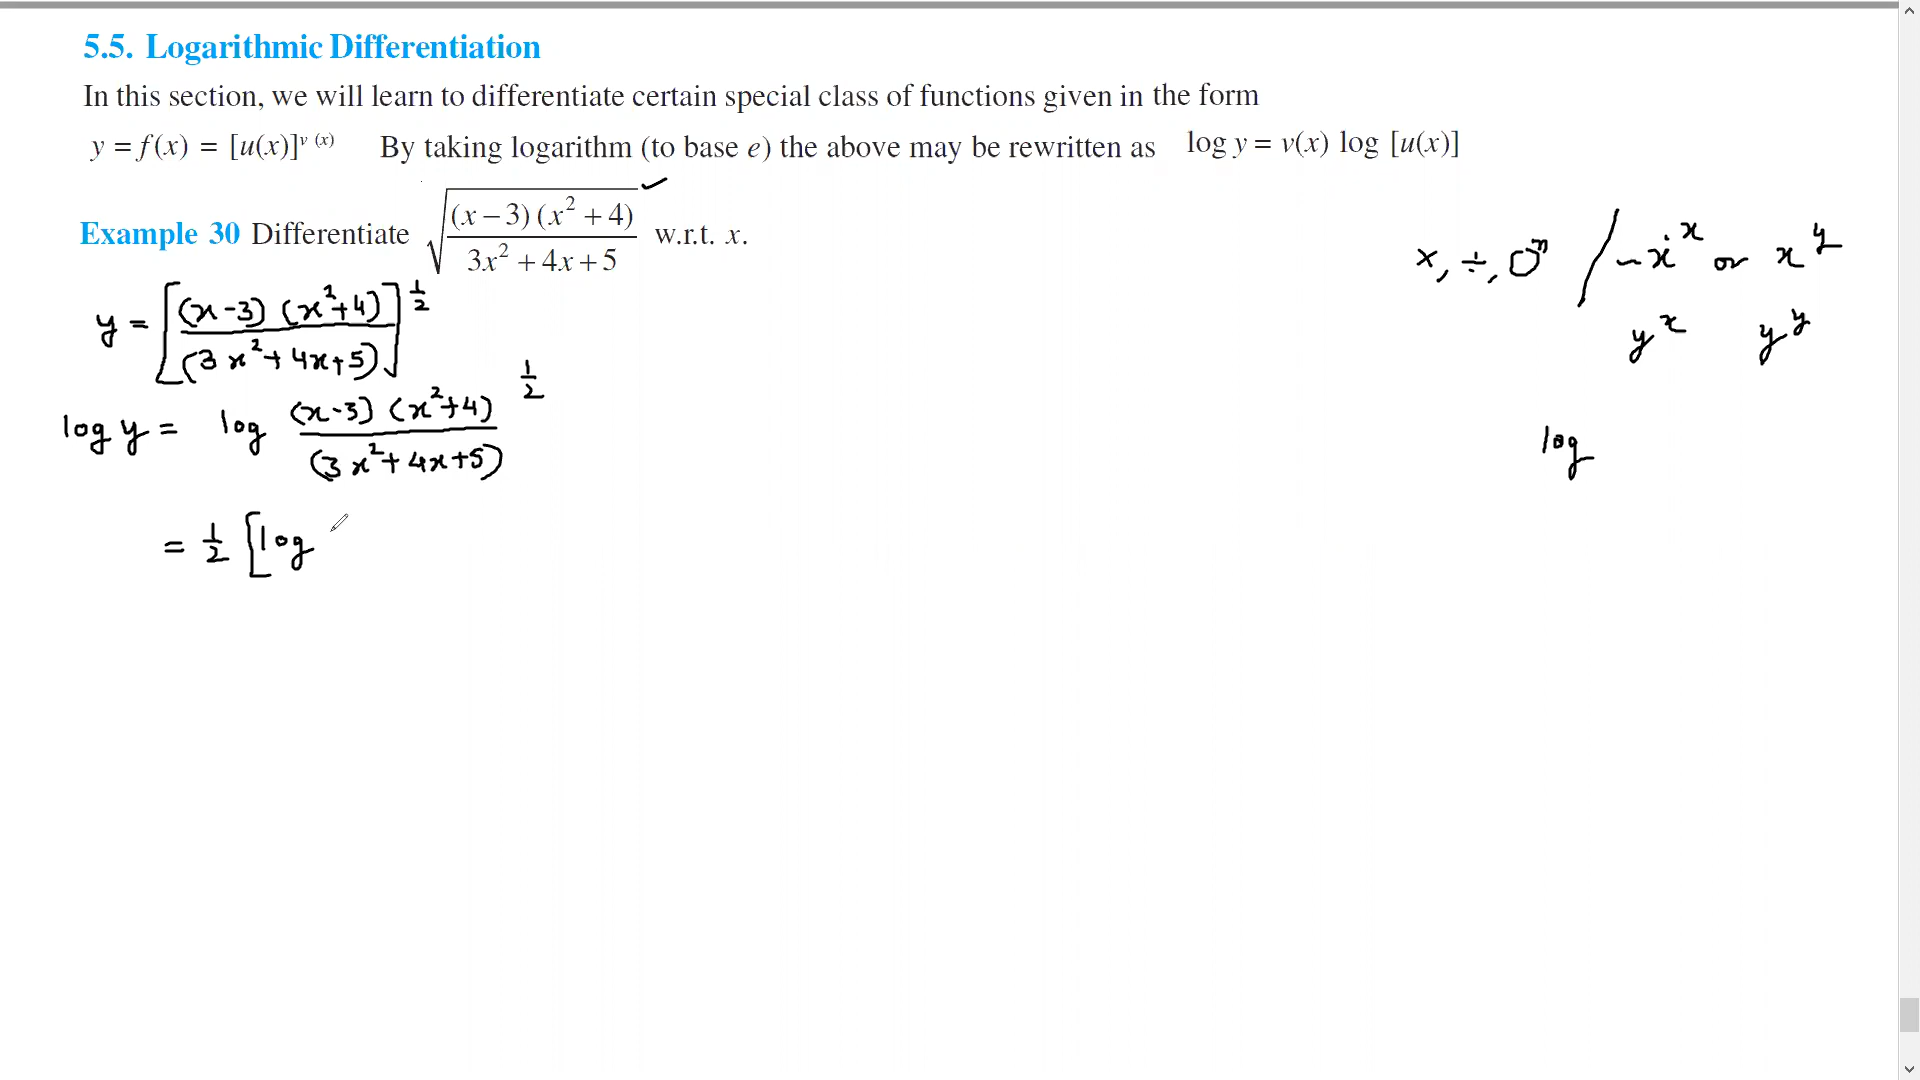 5.5. Logarithmic Differentiation
In this section, we will learn to differentiate certain special class of functions given in the form
y = f(x) = [u(x)]^{v (x)} By taking logarithm (to base e) the above may be rewritten as log y = v(x) log [u(x)]
Example 30 Differentiate √((x − 3) (x² + 4) / 3x² + 4x + 5) w.r.t. x.
×, ÷, ()^n / – x^x or x^y
y = [(x-3) (x²+4) / (3x²+4x+5)]^{1/2}
y^x y^y
log y = log (x-3) (x²+4) / (3x²+4x+5) 1/2
log
= 1/2 [log